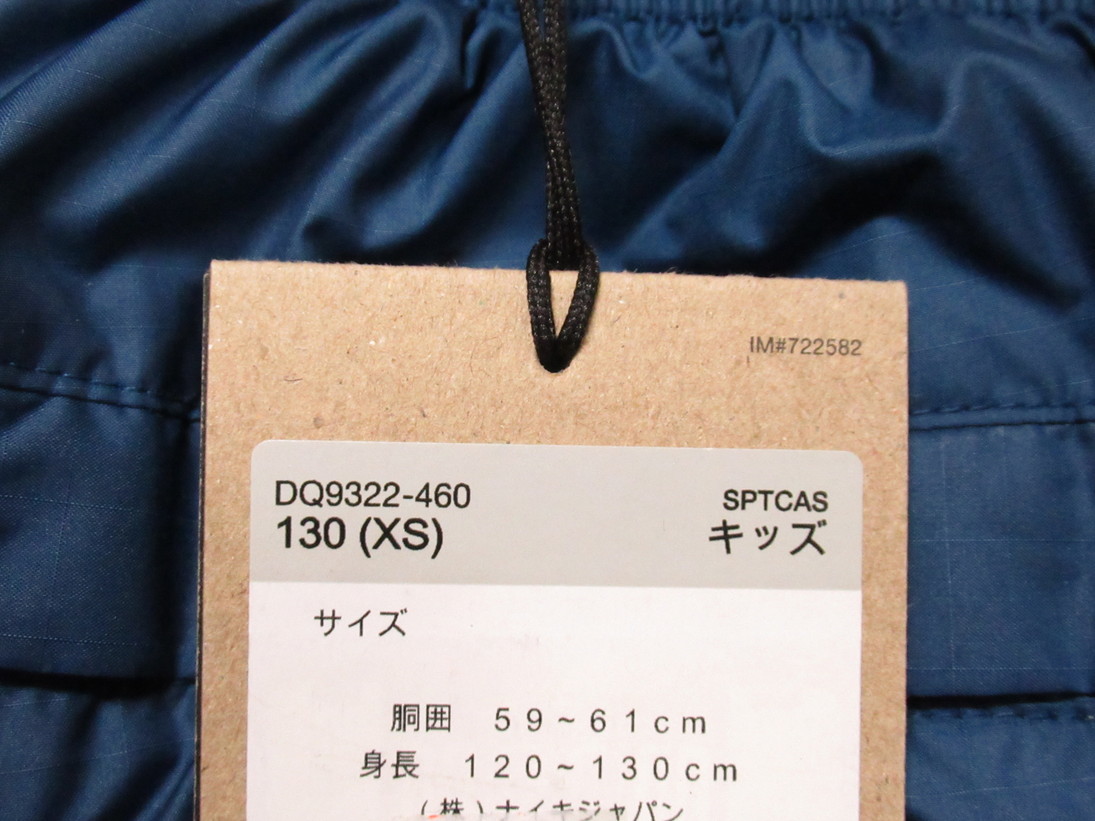 IM#722582
DQ9322-460
SPTCAS
130 (XS)
キッズ
サイズ
胴囲 59~61cm
身長 120~130cm
(株)ナイキジャパン